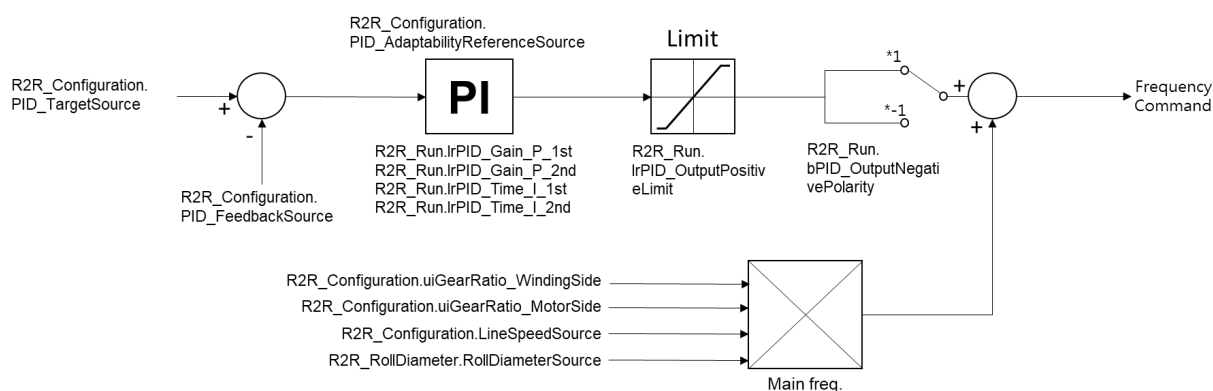 R2R_Configuration.
PID_AdaptabilityReferenceSource
Limit
R2R_Configuration.
PID_TargetSource
+
-
PI
*1
*-1
+
+
Frequency
Command
R2R_Configuration.
PID_FeedbackSource
R2R_Run.lrPID_Gain_P_1st
R2R_Run.lrPID_Gain_P_2nd
R2R_Run.lrPID_Time_I_1st
R2R_Run.lrPID_Time_I_2nd
R2R_Run.
lrPID_OutputPositiv
eLimit
R2R_Run.
bPID_OutputNegati
vePolarity
R2R_Configuration.uiGearRatio_WindingSide
R2R_Configuration.uiGearRatio_MotorSide
R2R_Configuration.LineSpeedSource
R2R_RollDiameter.RollDiameterSource
Main freq.